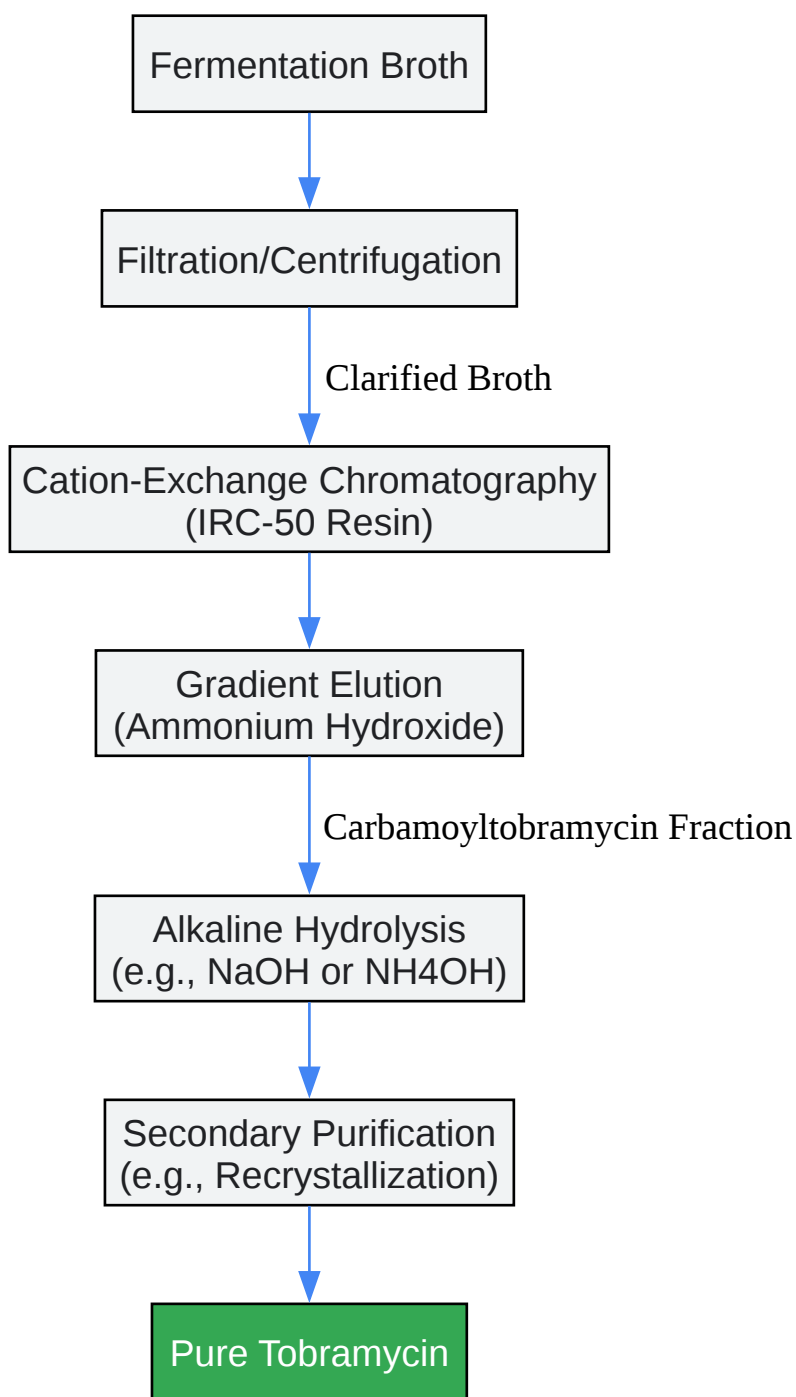 Fermentation Broth
Filtration/Centrifugation
Clarified Broth
Cation-Exchange Chromatography
(IRC-50 Resin)
Gradient Elution
(Ammonium Hydroxide)
Carbamoyltobramycin Fraction
Alkaline Hydrolysis
(e.g., NaOH or NH4OH)
Secondary Purification
(e.g., Recrystallization)
Pure Tobramycin